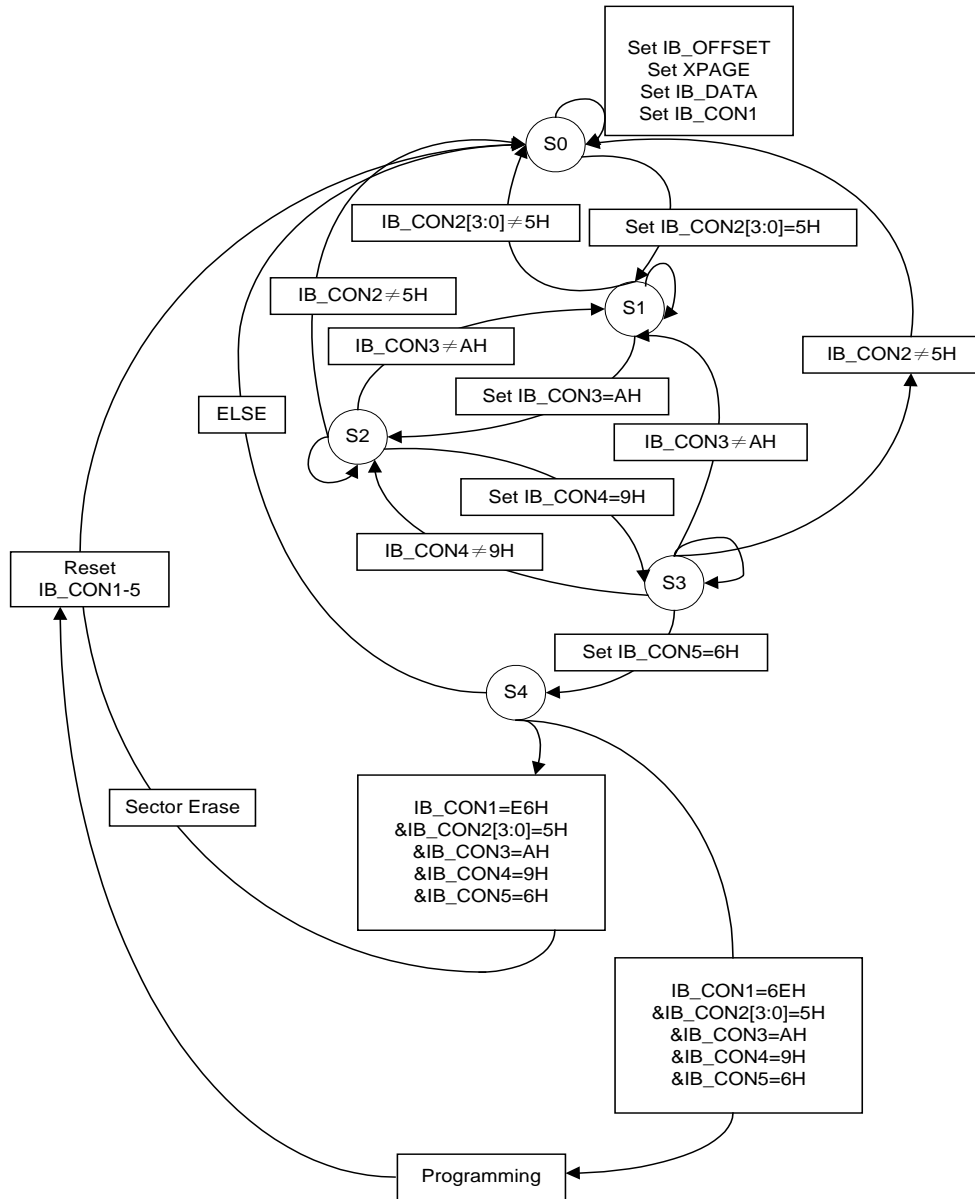 Set IB_OFFSET
Set XPAGE
Set IB_DATA
Set IB_CON1
S0
IB_CON2[3:0]≠5H
Set IB_CON2[3:0]=5H
IB_CON2≠5H
S1
IB_CON3≠AH
IB_CON2≠5H
Set IB_CON3=AH
ELSE
S2
IB_CON3≠AH
Set IB_CON4=9H
IB_CON4≠9H
Reset
IB_CON1-5
S3
Set IB_CON5=6H
S4
Sector Erase
IB_CON1=E6H
&IB_CON2[3:0]=5H
&IB_CON3=AH
&IB_CON4=9H
&IB_CON5=6H
IB_CON1=6EH
&IB_CON2[3:0]=5H
&IB_CON3=AH
&IB_CON4=9H
&IB_CON5=6H
Programming